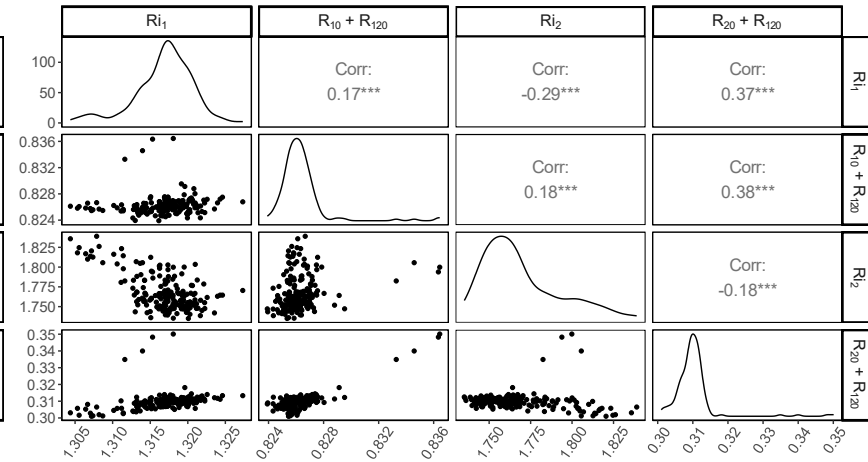 Ri₁ R₁₀ + R₁₂₀ Ri₂ R₂₀ + R₁₂₀
100
50
0
Corr:
0.17***
Corr:
-0.29***
Corr:
0.37***
Ri₁
0.836
0.832
0.828
0.824
Corr:
0.18***
Corr:
0.38***
R₁₀ + R₁₂₀
1.825
1.800
1.775
1.750
Corr:
-0.18***
Ri₂
0.35
0.34
0.33
0.32
0.31
0.30
R₂₀ + R₁₂₀
1.305 1.310 1.315 1.320 1.325 0.824 0.828 0.832 0.836 1.750 1.775 1.800 1.825 0.30 0.31 0.32 0.33 0.34 0.35